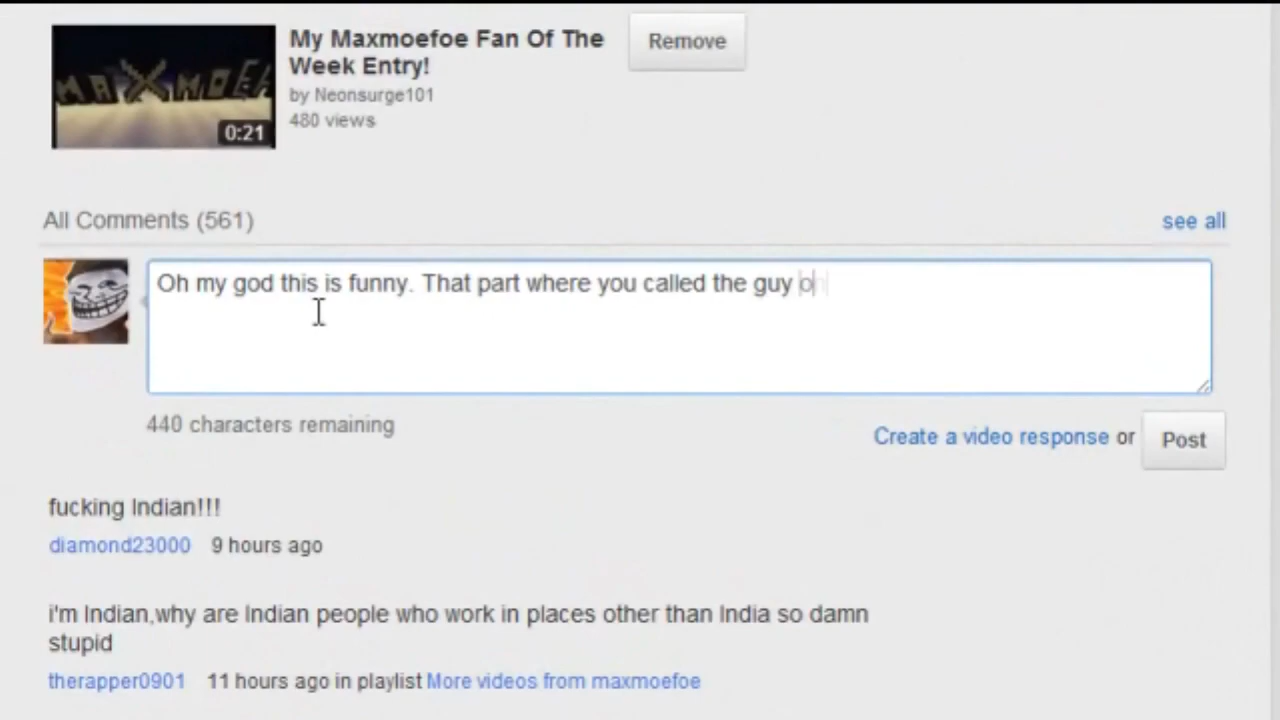 MAXMOEF
0:21
My Maxmoefoe Fan Of The
Week Entry!
by Neonsurge101
480 views
Remove
All Comments (561)
see all
Oh my god this is funny. That part where you called the guy on
440 characters remaining
Create a video response or
Post
fucking Indian!!!
diamond23000 9 hours ago
i'm Indian,why are Indian people who work in places other than India so damn
stupid
therapper0901 11 hours ago in playlist More videos from maxmoefoe